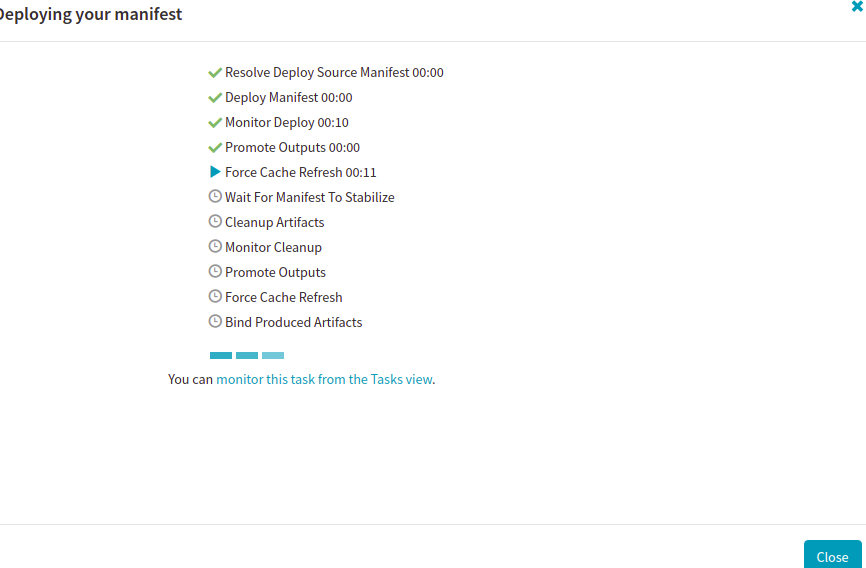 Deploying your manifest
Resolve Deploy Source Manifest 00:00
Deploy Manifest 00:00
Monitor Deploy 00:10
Promote Outputs 00:00
Force Cache Refresh 00:11
Wait For Manifest To Stabilize
Cleanup Artifacts
Monitor Cleanup
Promote Outputs
Force Cache Refresh
Bind Produced Artifacts
You can monitor this task from the Tasks view.
Close